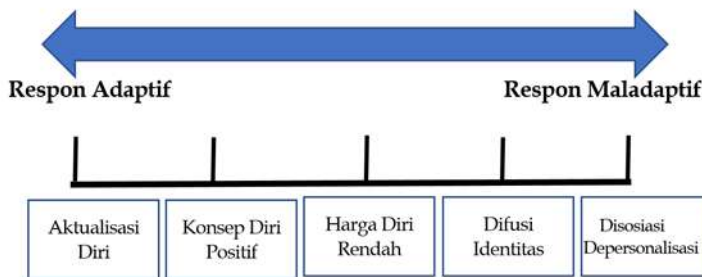 Respon Adaptif
Respon Maladaptif
Aktualisasi
Diri
Konsep Diri
Positif
Harga Diri
Rendah
Difusi
Identitas
Disosiasi
Depersonalisasi